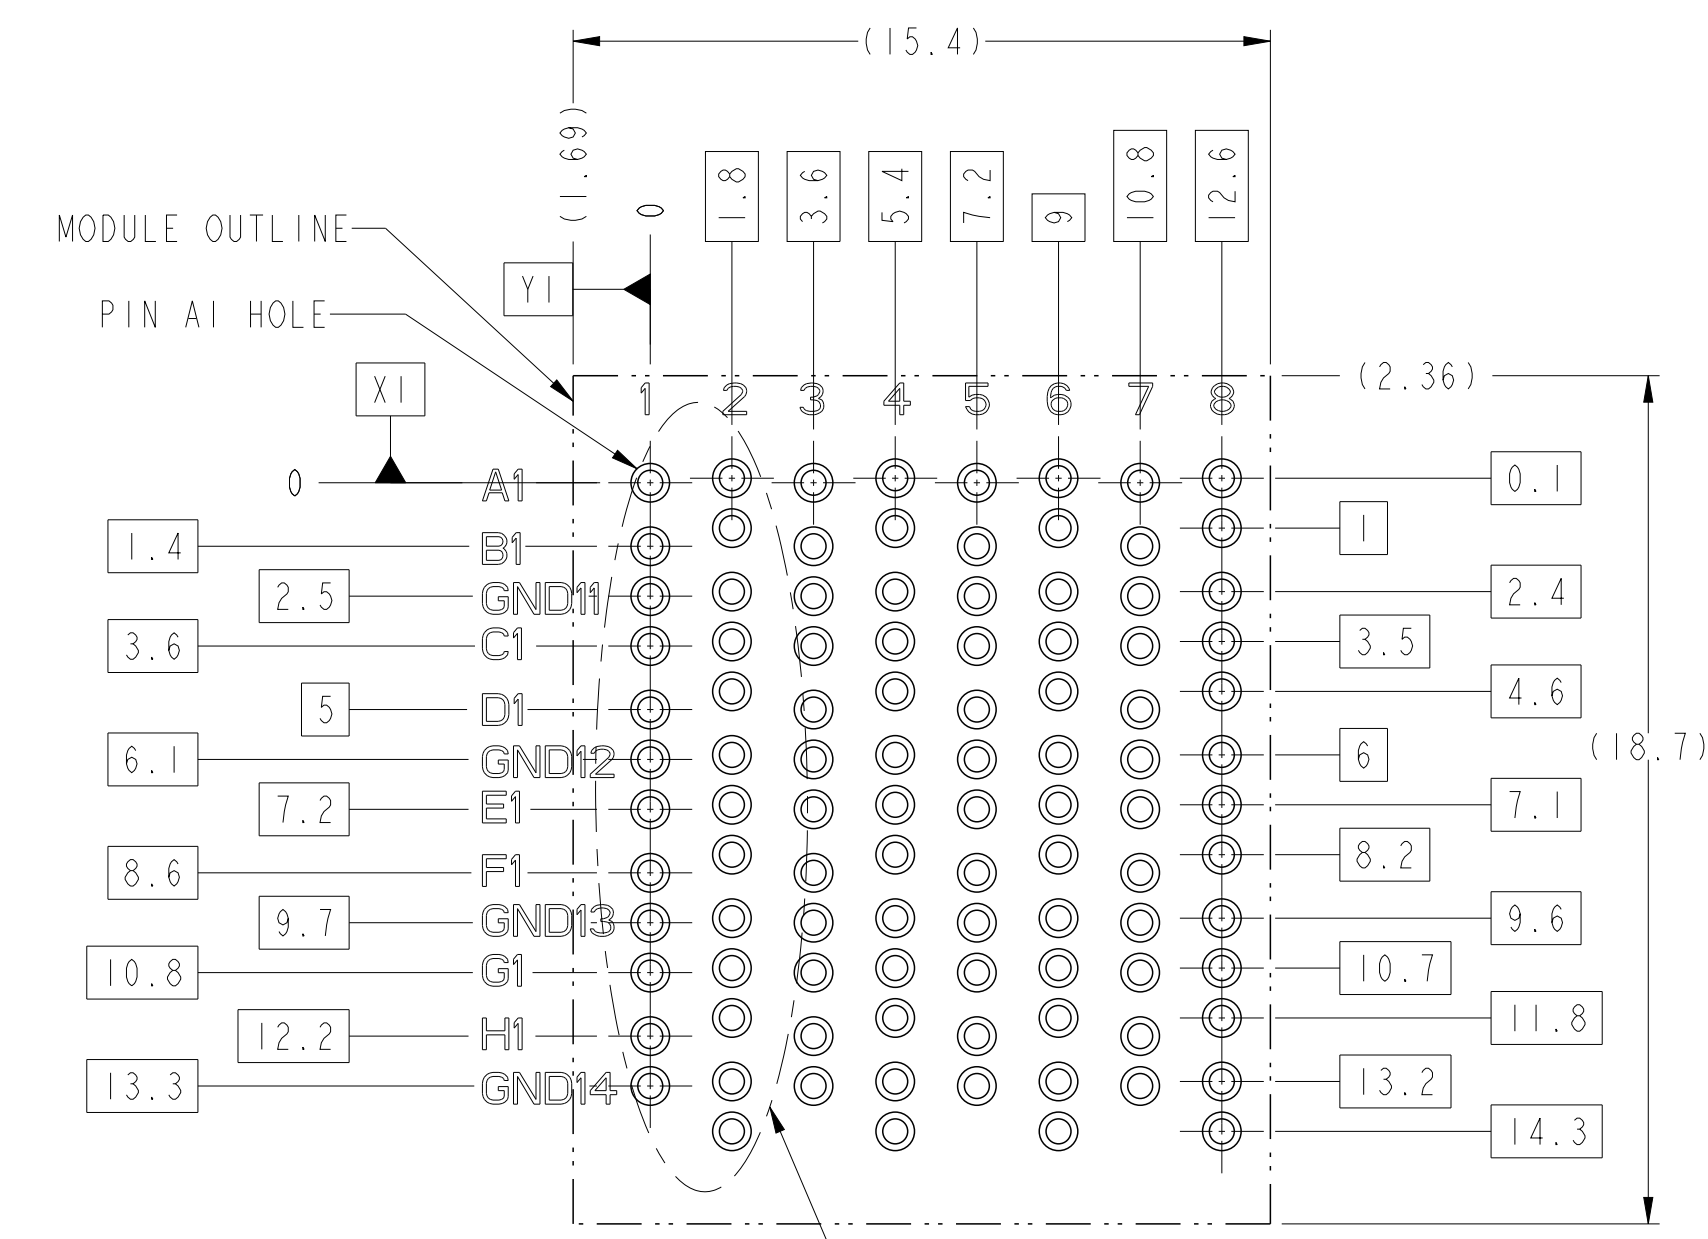 (15.4)
(1.69)
0
1.8
3.6
5.4
7.2
9
10.8
12.6
MODULE OUTLINE
Y1
PIN A1 HOLE
X1
(2.36)
1 2 3 4 5 6 7 8
0 A1 0.1
1
1.4 B1
2.5 GND11 2.4
3.6 C1 3.5
4.6
5 D1
6.1 GND12 6
(18.7)
7.2 E1 7.1
8.2
8.6 F1
9.7 GND13 9.6
10.8 G1 10.7
11.8
12.2 H1
13.3 GND14 13.2
14.3